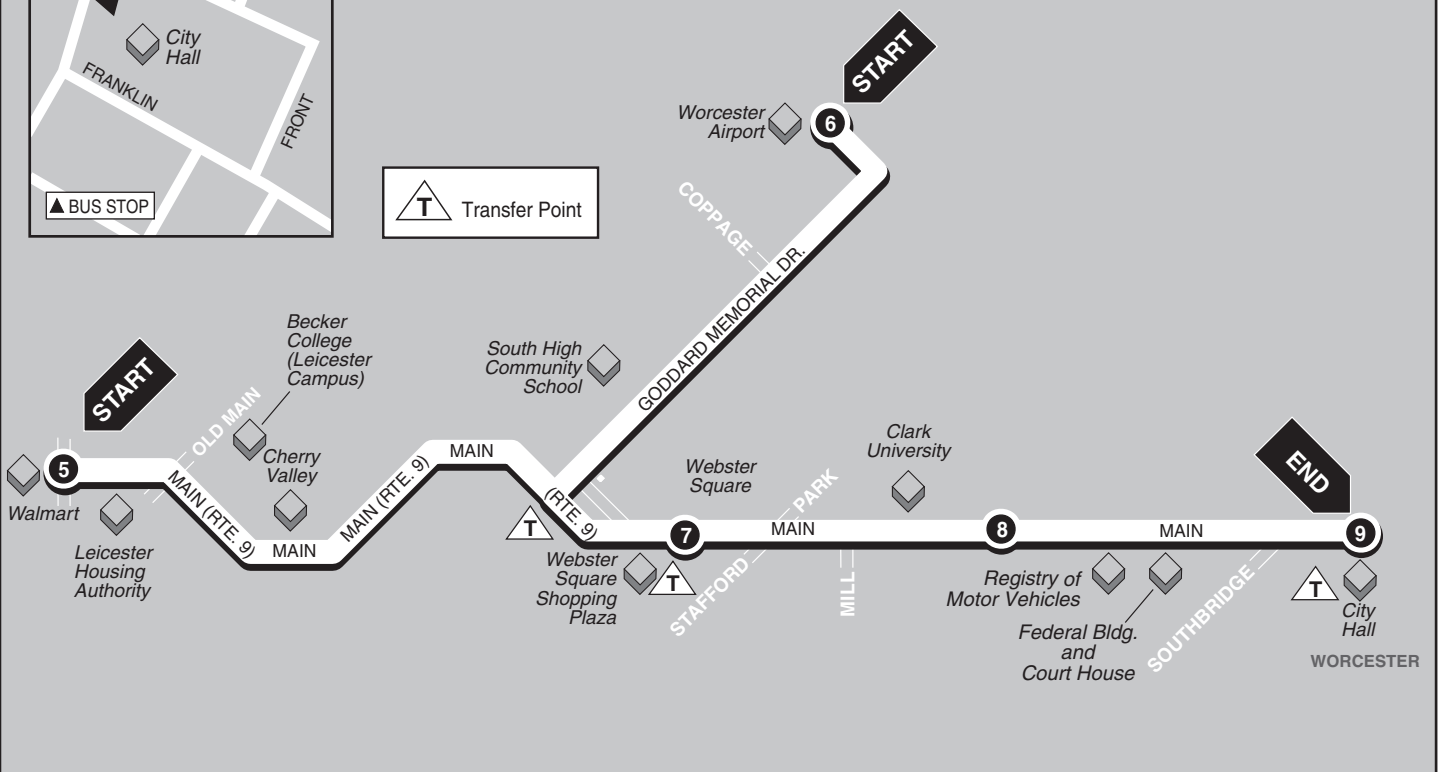 City
Hall
FRANKLIN
FRONT
▲ BUS STOP
T Transfer Point
START
Worcester
Airport
6
COPPAGE
GODDARD MEMORIAL DR.
South High
Community
School
Becker
College
(Leicester
Campus)
START
OLD MAIN
5
Walmart
Leicester
Housing
Authority
MAIN (RTE. 9)
Cherry
Valley
MAIN
MAIN (RTE. 9)
MAIN
(RTE. 9)
T
Webster
Square
Webster
Square
Shopping
Plaza
7
T
STAFFORD
PARK
MAIN
MILL
Clark
University
8
Registry of
Motor Vehicles
Federal Bldg.
and
Court House
MAIN
SOUTHBRIDGE
END
9
T
City
Hall
WORCESTER